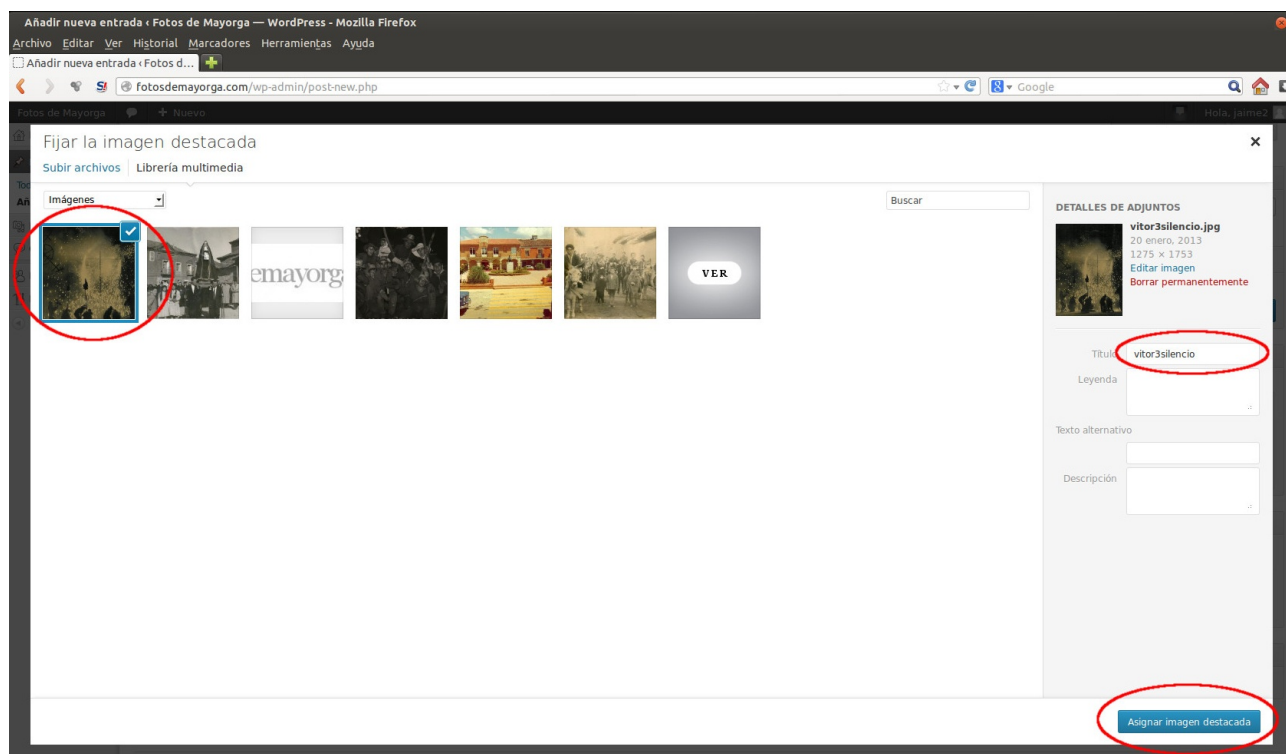 Añadir nueva entrada ‹ Fotos de Mayorga — WordPress - Mozilla Firefox
Archivo Editar Ver Historial Marcadores Herramientas Ayuda
Añadir nueva entrada ‹ Fotos d...
S!
fotosdemayorga.com/wp-admin/post-new.php
Google
Fotos de Mayorga + Nuevo
Hola, jaime2
Fijar la imagen destacada
Subir archivos
Librería multimedia
Imágenes
Buscar
emayorg
VER
DETALLES DE ADJUNTOS
vitor3silencio.jpg
20 enero, 2013
1275 × 1753
Editar imagen
Borrar permanentemente
Título vitor3silencio
Leyenda
Texto alternativo
Descripción
Asignar imagen destacada